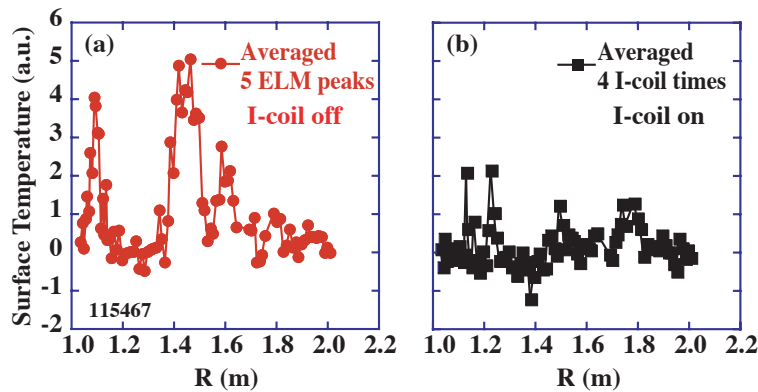 (a)
Averaged
5 ELM peaks
I-coil off
(b)
Averaged
4 I-coil times
I-coil on
Surface Temperature (a.u.)
6
5
4
3
2
1
0
-1
-2
115467
1.0 1.2 1.4 1.6 1.8 2.0 2.2
1.0 1.2 1.4 1.6 1.8 2.0 2.2
R (m)
R (m)